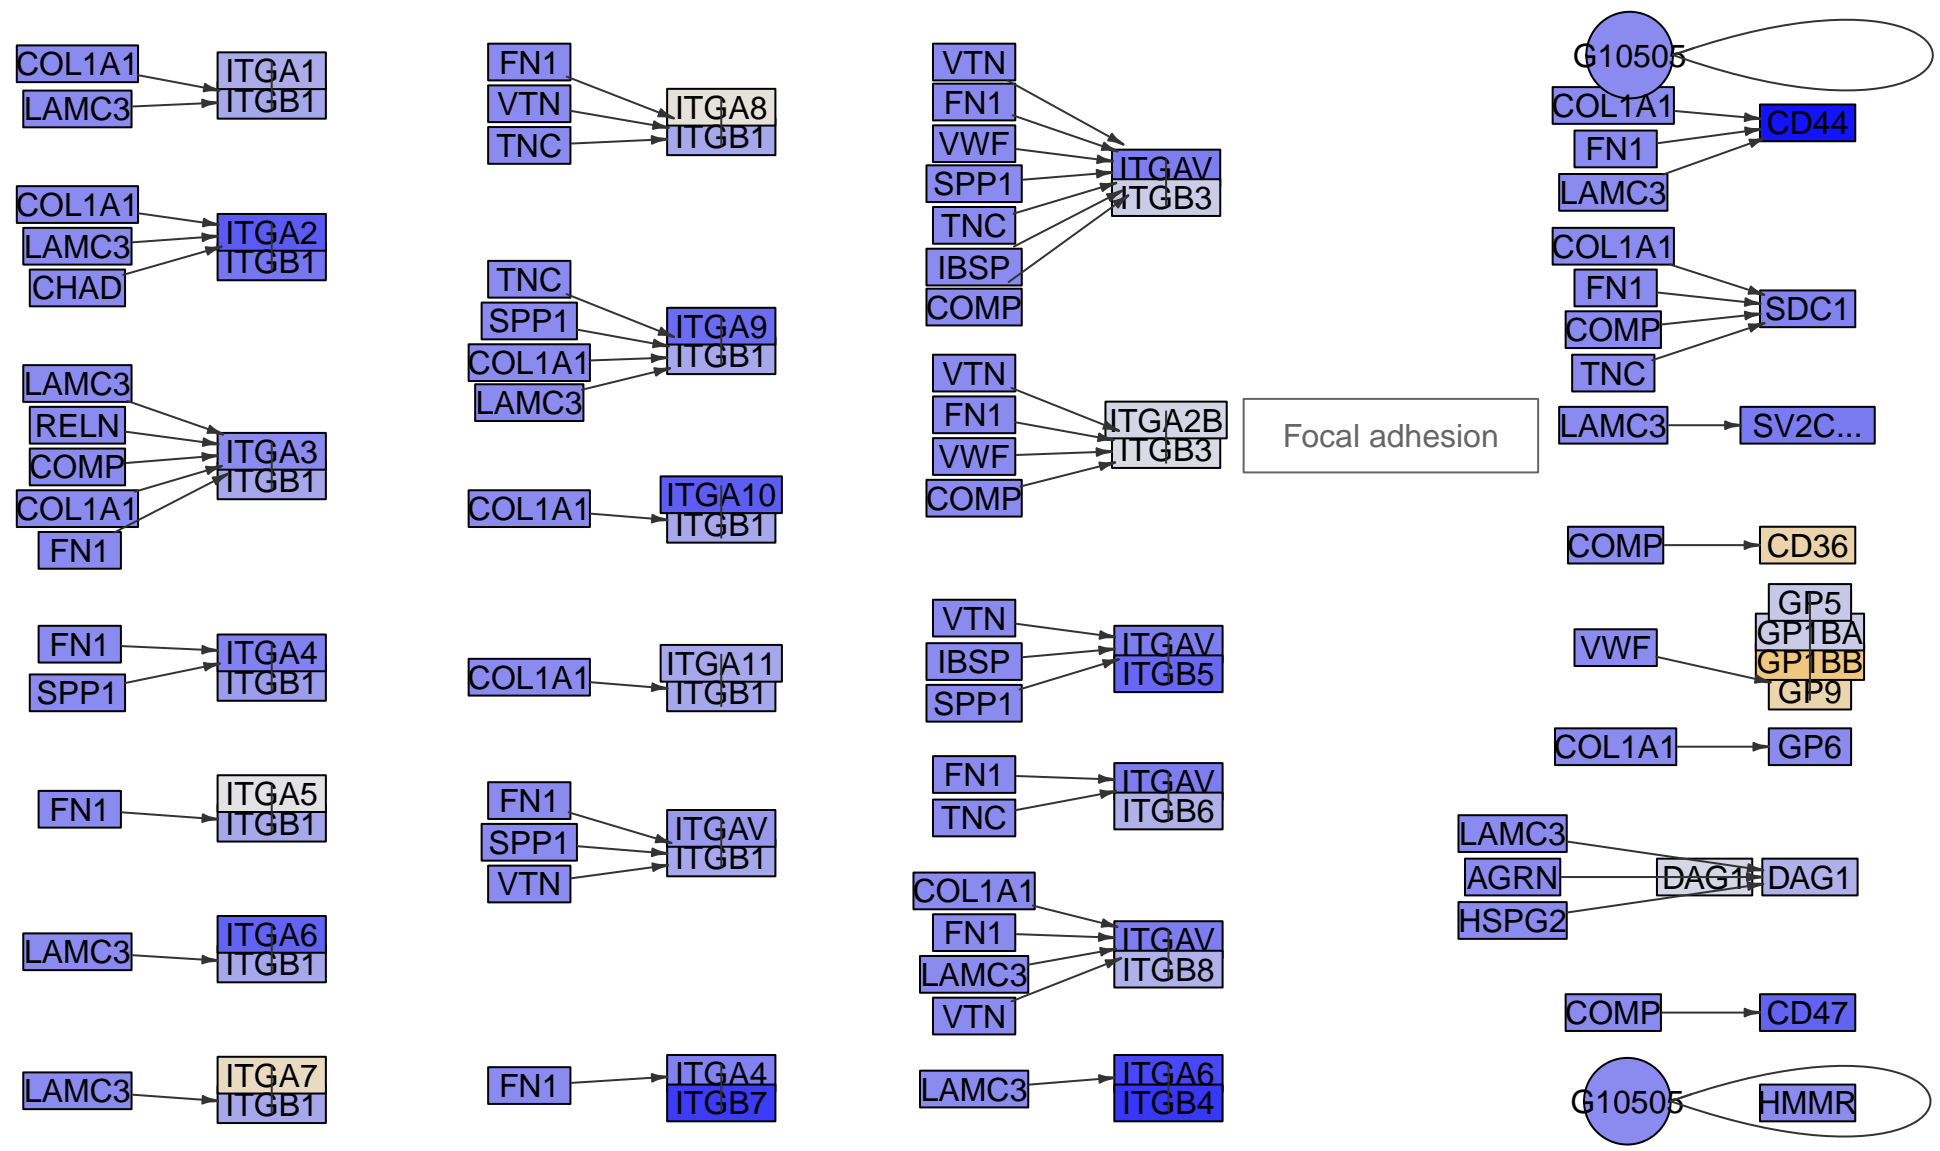 COL1A1
LAMC3
ITGA1
ITGB1
COL1A1
LAMC3
CHAD
ITGA2
ITGB1
LAMC3
RELN
COMP
COL1A1
FN1
ITGA3
ITGB1
FN1
SPP1
ITGA4
ITGB1
FN1
ITGA5
ITGB1
LAMC3
ITGA6
ITGB1
LAMC3
ITGA7
ITGB1
FN1
VTN
TNC
ITGA8
ITGB1
TNC
SPP1
COL1A1
LAMC3
ITGA9
ITGB1
COL1A1
ITGA10
ITGB1
COL1A1
ITGA11
ITGB1
FN1
SPP1
VTN
ITGAV
ITGB1
FN1
ITGA4
ITGB7
VTN
FN1
VWF
SPP1
TNC
IBSP
COMP
ITGAV
ITGB3
VTN
FN1
VWF
COMP
ITGA2B
ITGB3
VTN
IBSP
SPP1
ITGAV
ITGB5
FN1
TNC
ITGAV
ITGB6
COL1A1
FN1
LAMC3
VTN
ITGAV
ITGB8
LAMC3
ITGA6
ITGB4
Focal adhesion
G10505
COL1A1
FN1
LAMC3
CD44
COL1A1
FN1
COMP
TNC
SDC1
LAMC3
SV2C...
COMP
CD36
VWF
GP5
GP1BA
GP1BB
GP9
COL1A1
GP6
LAMC3
AGRN
HSPG2
DAG1
DAG1
COMP
CD47
G10505
HMMR